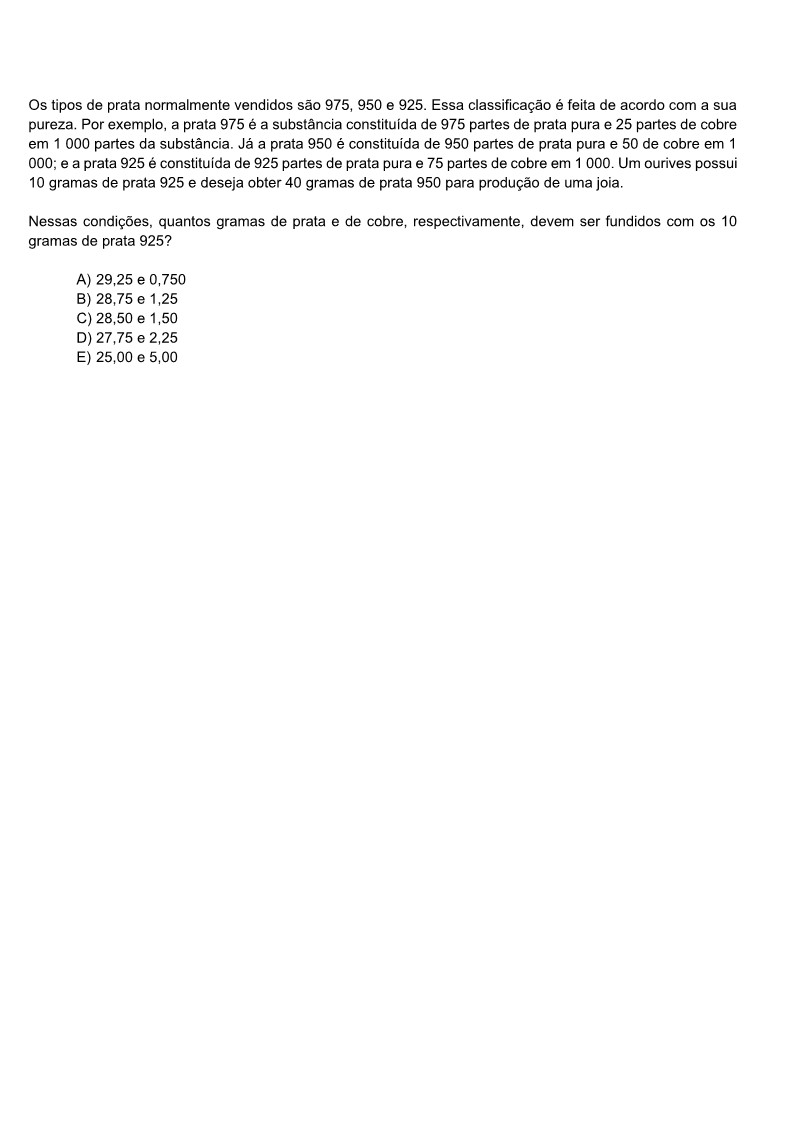 Os tipos de prata normalmente vendidos são 975, 950 e 925. Essa classificação é feita de acordo com a sua
pureza. Por exemplo, a prata 975 é a substância constituída de 975 partes de prata pura e 25 partes de cobre
em 1 000 partes da substância. Já a prata 950 é constituída de 950 partes de prata pura e 50 de cobre em 1
000; e a prata 925 é constituída de 925 partes de prata pura e 75 partes de cobre em 1 000. Um ourives possui
10 gramas de prata 925 e deseja obter 40 gramas de prata 950 para produção de uma joia.
Nessas condições, quantos gramas de prata e de cobre, respectivamente, devem ser fundidos com os 10
gramas de prata 925?
A) 29,25 e 0,750
B) 28,75 e 1,25
C) 28,50 e 1,50
D) 27,75 e 2,25
E) 25,00 e 5,00